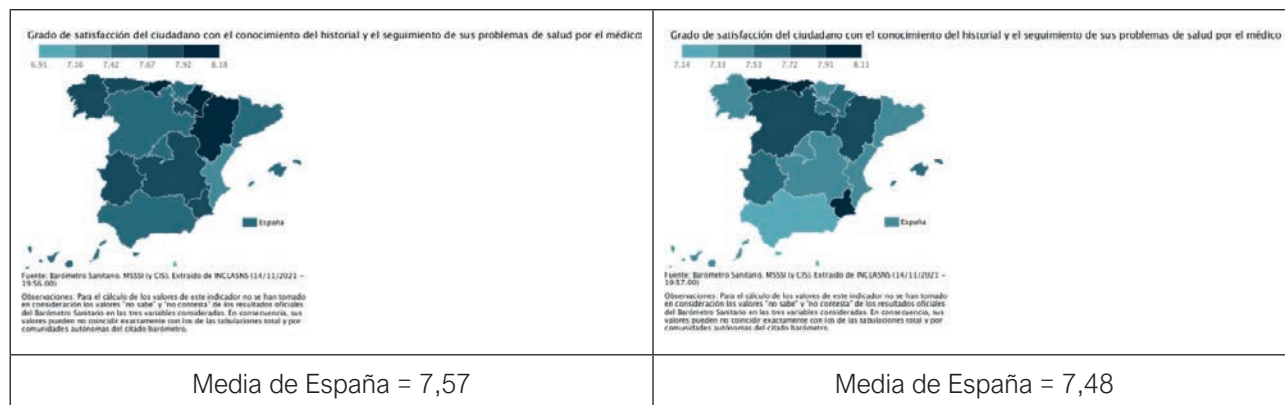 Grado de satisfacción del ciudadano con el conocimiento del historial y el seguimiento de sus problemas de salud por el médico
6,91 7,16 7,42 7,67 7,92 8,18
España
Fuente: Barómetro Sanitario. MSSSI (y CIS). Extraído de INCLASNS (14/11/2021 -
19:56.00)
Observaciones: Para el cálculo de los valores de este indicador no se han tomado
en consideración los valores "no sabe" y "no contesta" de los resultados oficiales
del Barómetro Sanitario en las tres variables consideradas. En consecuencia, sus
valores pueden no coincidir exactamente con los de las tabulaciones total y por
comunidades autónomas del citado barómetro.
Media de España = 7,57
Grado de satisfacción del ciudadano con el conocimiento del historial y el seguimiento de sus problemas de salud por el médico
7,14 7,33 7,53 7,72 7,91 8,11
España
Fuente: Barómetro Sanitario. MSSSI (y CIS). Extraído de INCLASNS (14/11/2021 -
19:57.00)
Observaciones: Para el cálculo de los valores de este indicador no se han tomado
en consideración los valores "no sabe" y "no contesta" de los resultados oficiales
del Barómetro Sanitario en las tres variables consideradas. En consecuencia, sus
valores pueden no coincidir exactamente con los de las tabulaciones total y por
comunidades autónomas del citado barómetro.
Media de España = 7,48